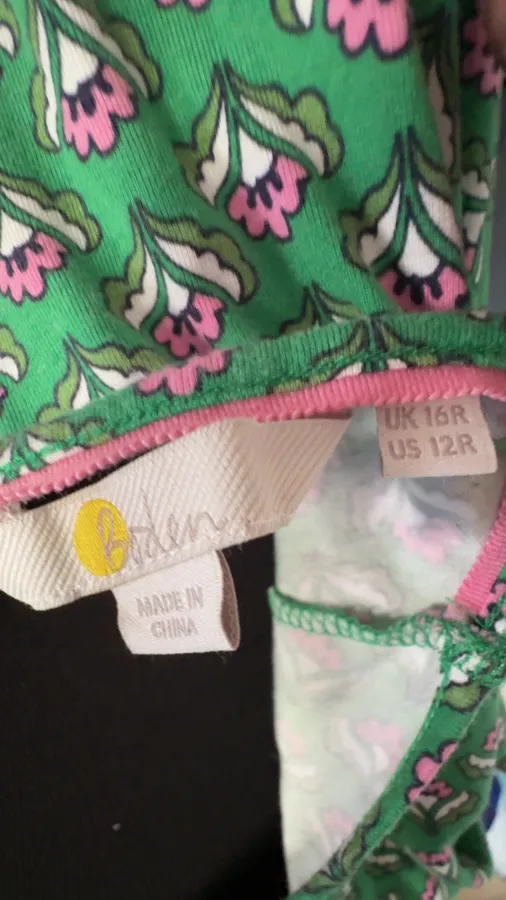 Boden
MADE IN
CHINA
UK 16R
US 12R